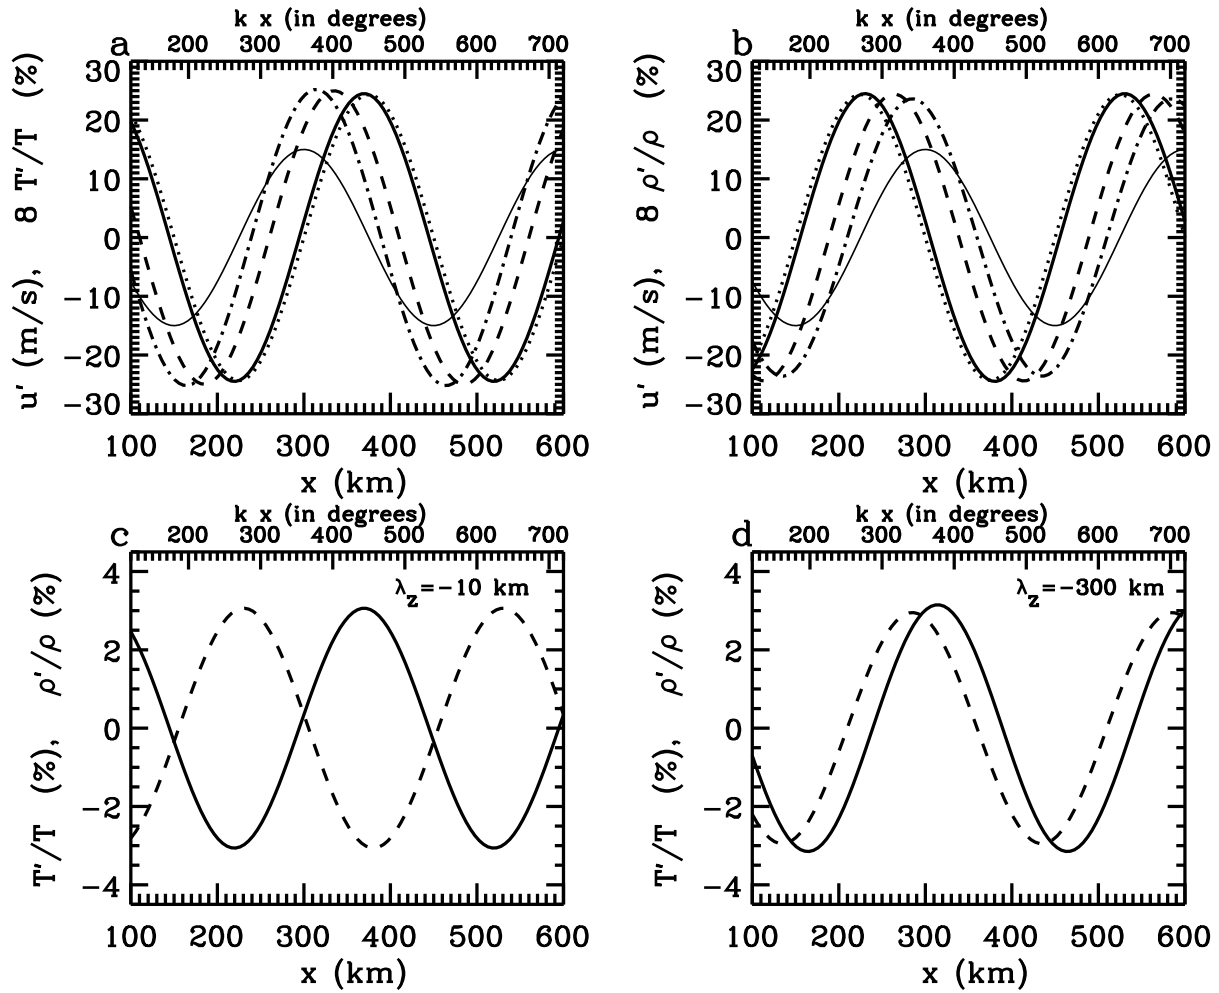 k x (in degrees)
a 200 300 400 500 600 700
u' (m/s), 8 T'/T (%)
30
20
10
0
−10
−20
−30
100 200 300 400 500 600
x (km)
k x (in degrees)
b 200 300 400 500 600 700
u' (m/s), 8 ρ'/ρ (%)
30
20
10
0
−10
−20
−30
100 200 300 400 500 600
x (km)
k x (in degrees)
c 200 300 400 500 600 700
T'/T (%), ρ'/ρ (%)
λz=−10 km
4
2
0
−2
−4
100 200 300 400 500 600
x (km)
k x (in degrees)
d 200 300 400 500 600 700
T'/T (%), ρ'/ρ (%)
λz=−300 km
4
2
0
−2
−4
100 200 300 400 500 600
x (km)